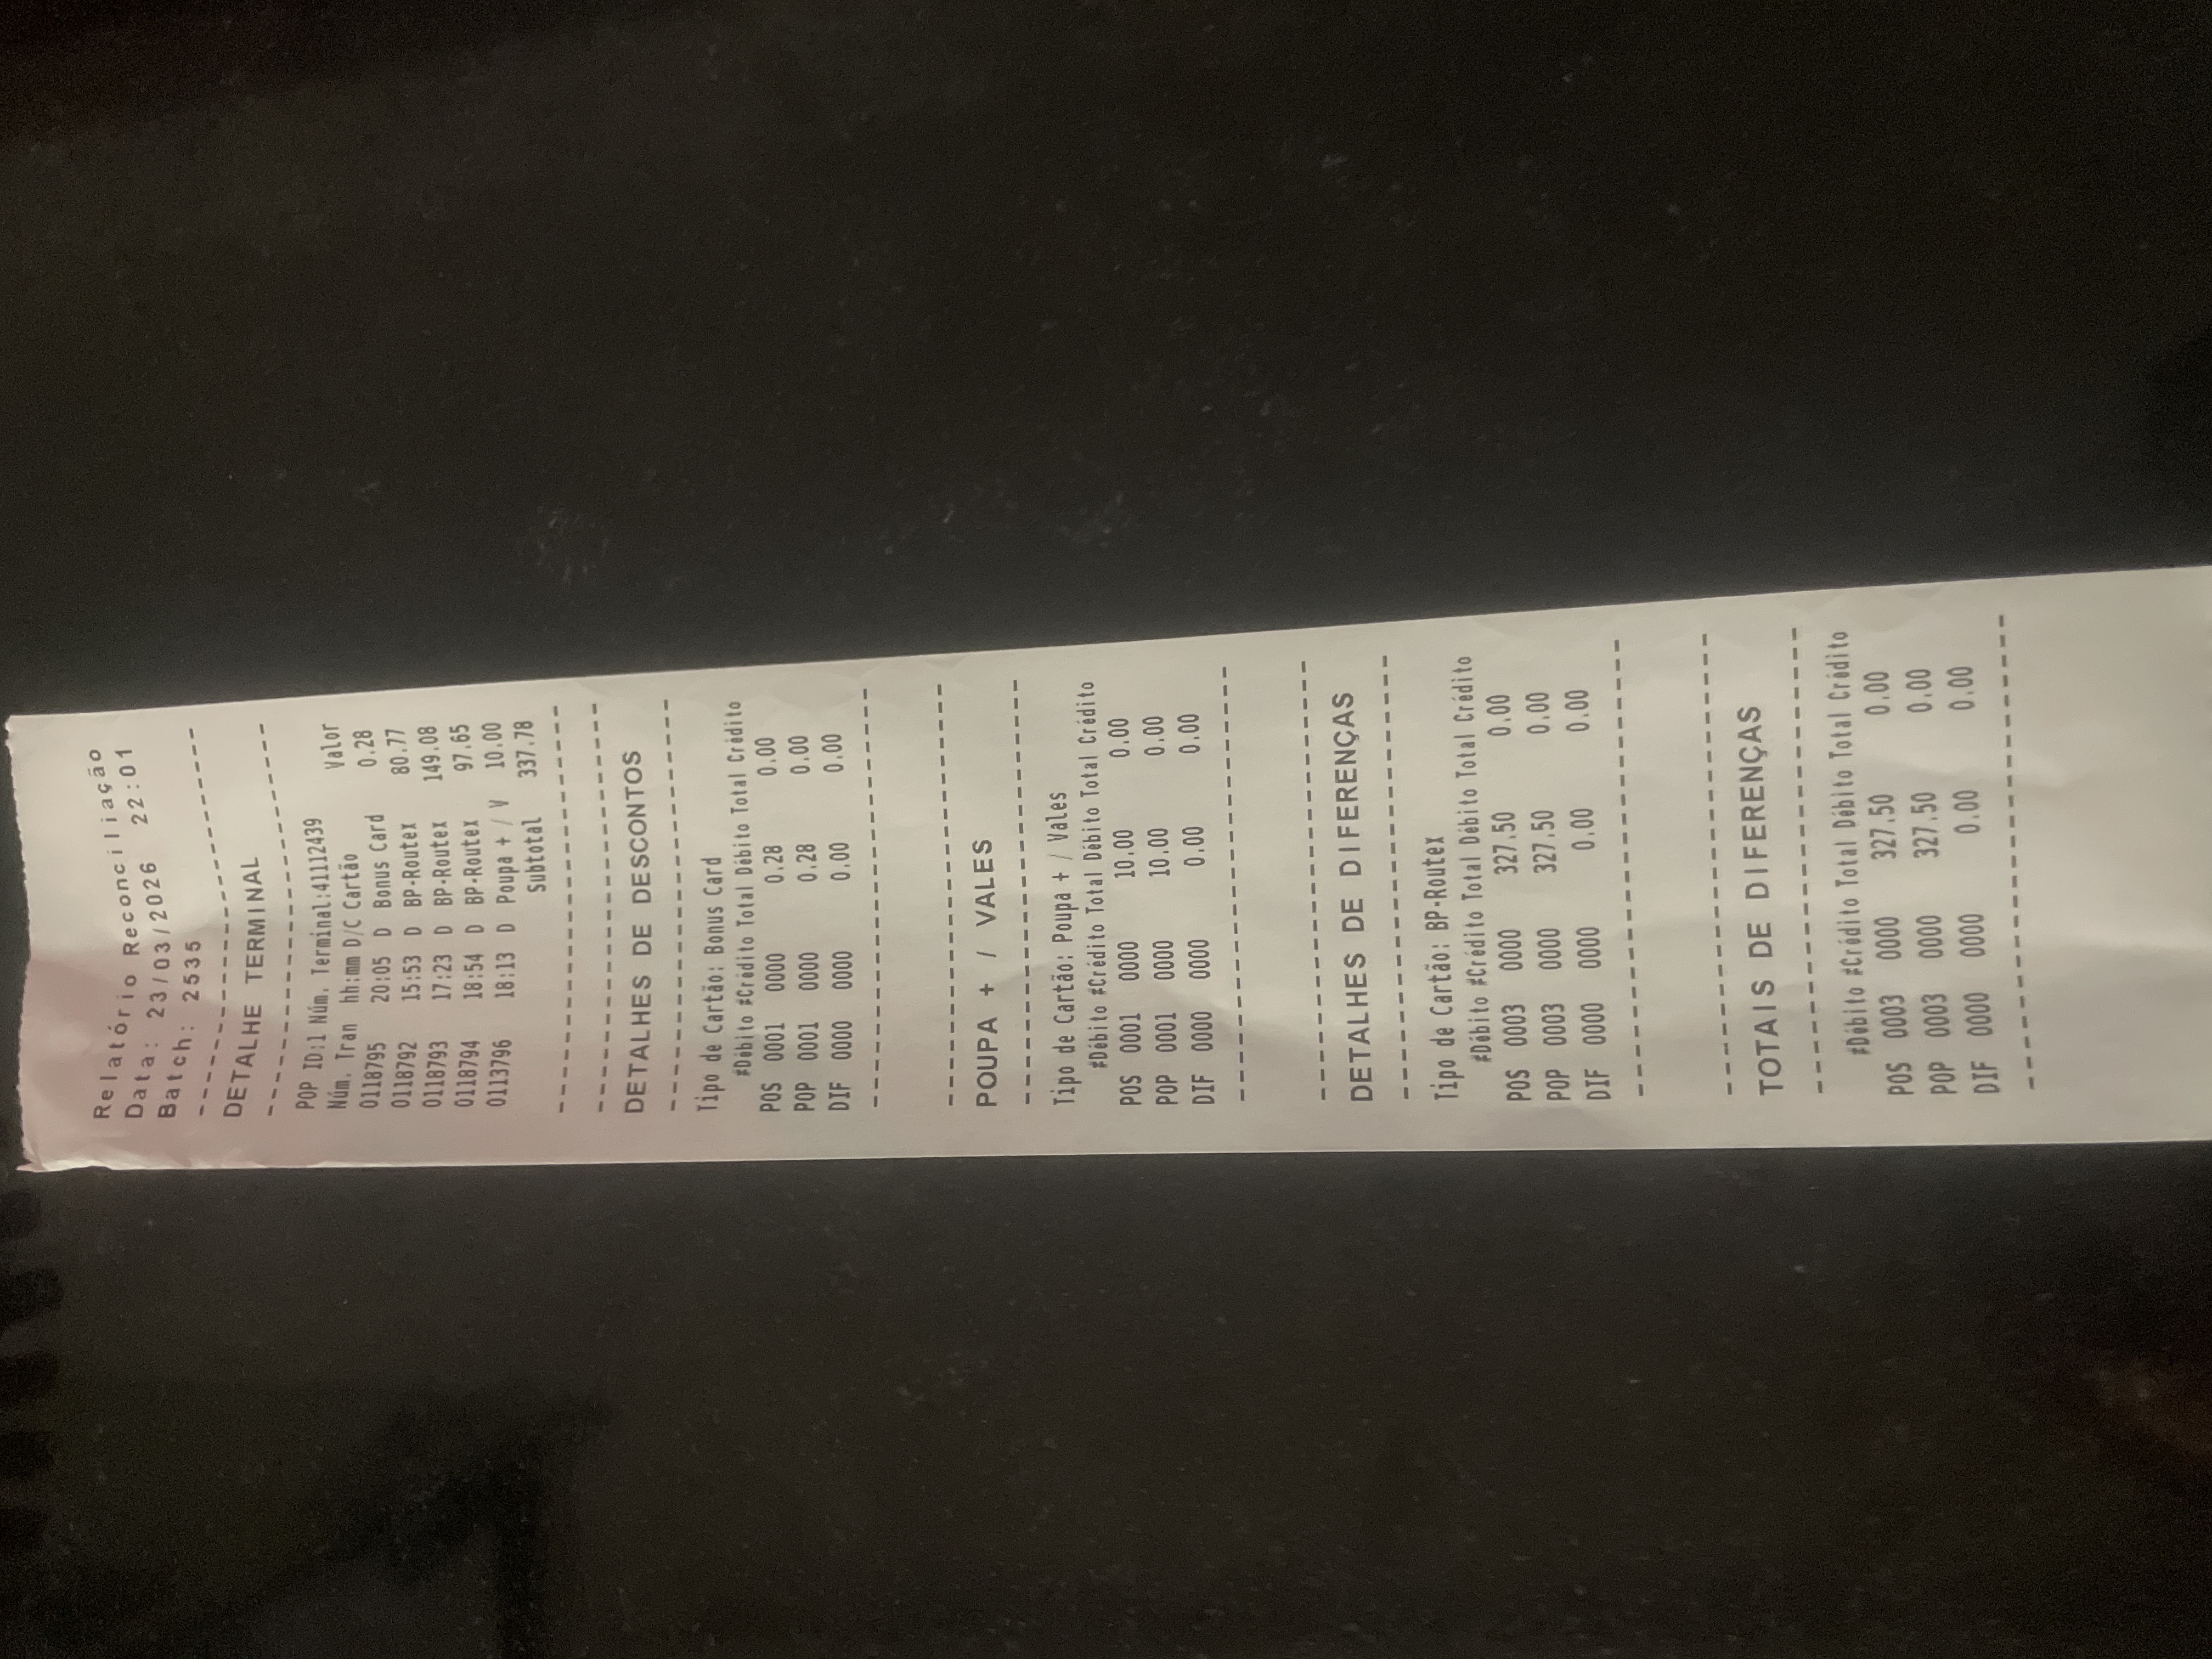 Relatório Reconciliação
Data: 23/03/2026 22:01
Batch: 2535
--------------------------------
DETALHE TERMINAL
--------------------------------
POP ID:1 Núm. Terminal:41112439
Núm. Tran hh:mm D/C Cartão Valor
0118795 20:05 D Bonus Card 0.28
0118792 15:53 D BP-Routex 80.77
0118793 17:23 D BP-Routex 149.08
0118794 18:54 D BP-Routex 97.65
0113796 18:13 D Poupa + / V 10.00
Subtotal 337.78
--------------------------------
--------------------------------
DETALHES DE DESCONTOS
--------------------------------
Tipo de Cartão: Bonus Card
#Débito #Crédito Total Débito Total Crédito
POS 0001 0000 0.28 0.00
POP 0001 0000 0.28 0.00
DIF 0000 0000 0.00 0.00
--------------------------------
--------------------------------
POUPA + / VALES
--------------------------------
Tipo de Cartão: Poupa + / Vales
#Débito #Crédito Total Débito Total Crédito
POS 0001 0000 10.00 0.00
POP 0001 0000 10.00 0.00
DIF 0000 0000 0.00 0.00
--------------------------------
--------------------------------
DETALHES DE DIFERENÇAS
--------------------------------
Tipo de Cartão: BP-Routex
#Débito #Crédito Total Débito Total Crédito
POS 0003 0000 327.50 0.00
POP 0003 0000 327.50 0.00
DIF 0000 0000 0.00 0.00
--------------------------------
--------------------------------
TOTAIS DE DIFERENÇAS
--------------------------------
#Débito #Crédito Total Débito Total Crédito
POS 0003 0000 327.50 0.00
POP 0003 0000 327.50 0.00
DIF 0000 0000 0.00 0.00
--------------------------------